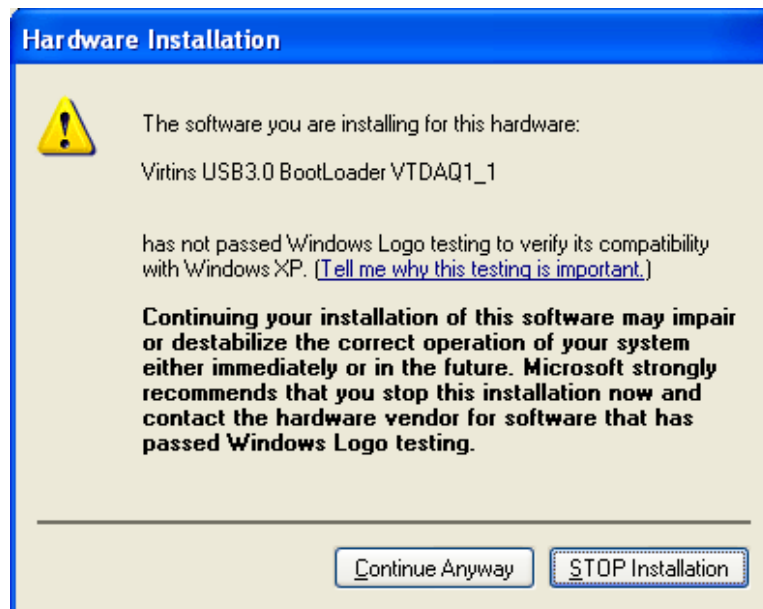 Hardware Installation
The software you are installing for this hardware:
Virtins USB3.0 BootLoader VTDAQ1_1
has not passed Windows Logo testing to verify its compatibility
with Windows XP. (Tell me why this testing is important.)
Continuing your installation of this software may impair
or destabilize the correct operation of your system
either immediately or in the future. Microsoft strongly
recommends that you stop this installation now and
contact the hardware vendor for software that has
passed Windows Logo testing.
Continue Anyway STOP Installation